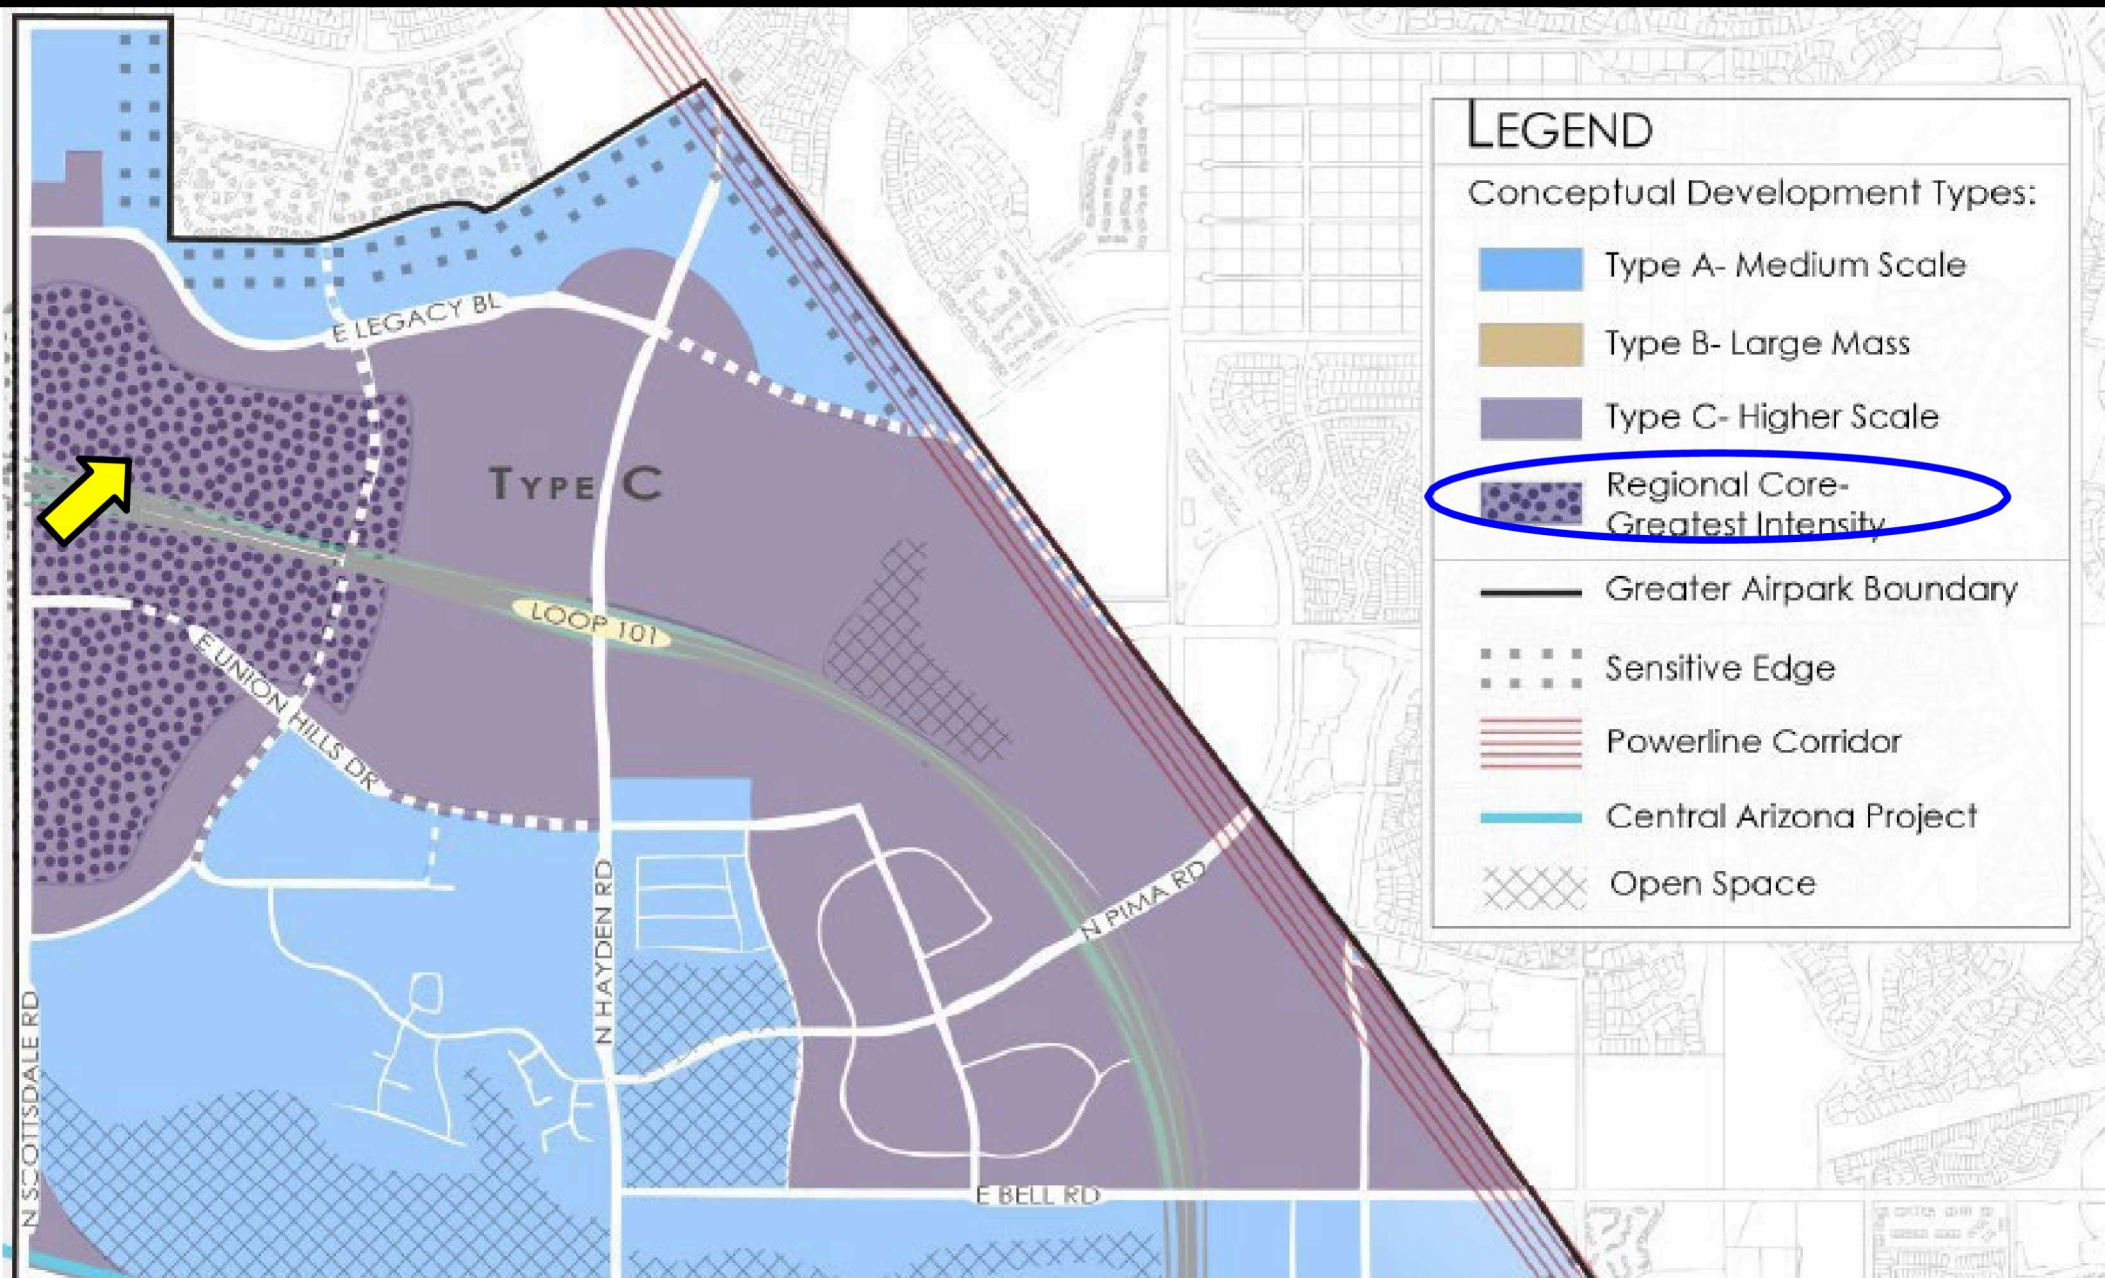 LEGEND
Conceptual Development Types:
Type A- Medium Scale
Type B- Large Mass
Type C- Higher Scale
Regional Core-
Greatest Intensity
Greater Airpark Boundary
Sensitive Edge
Powerline Corridor
Central Arizona Project
Open Space
E LEGACY BL
TYPE C
LOOP 101
E UNION HILLS DR
N HAYDEN RD
N PIMA RD
N SCOTTSDALE RD
E BELL RD